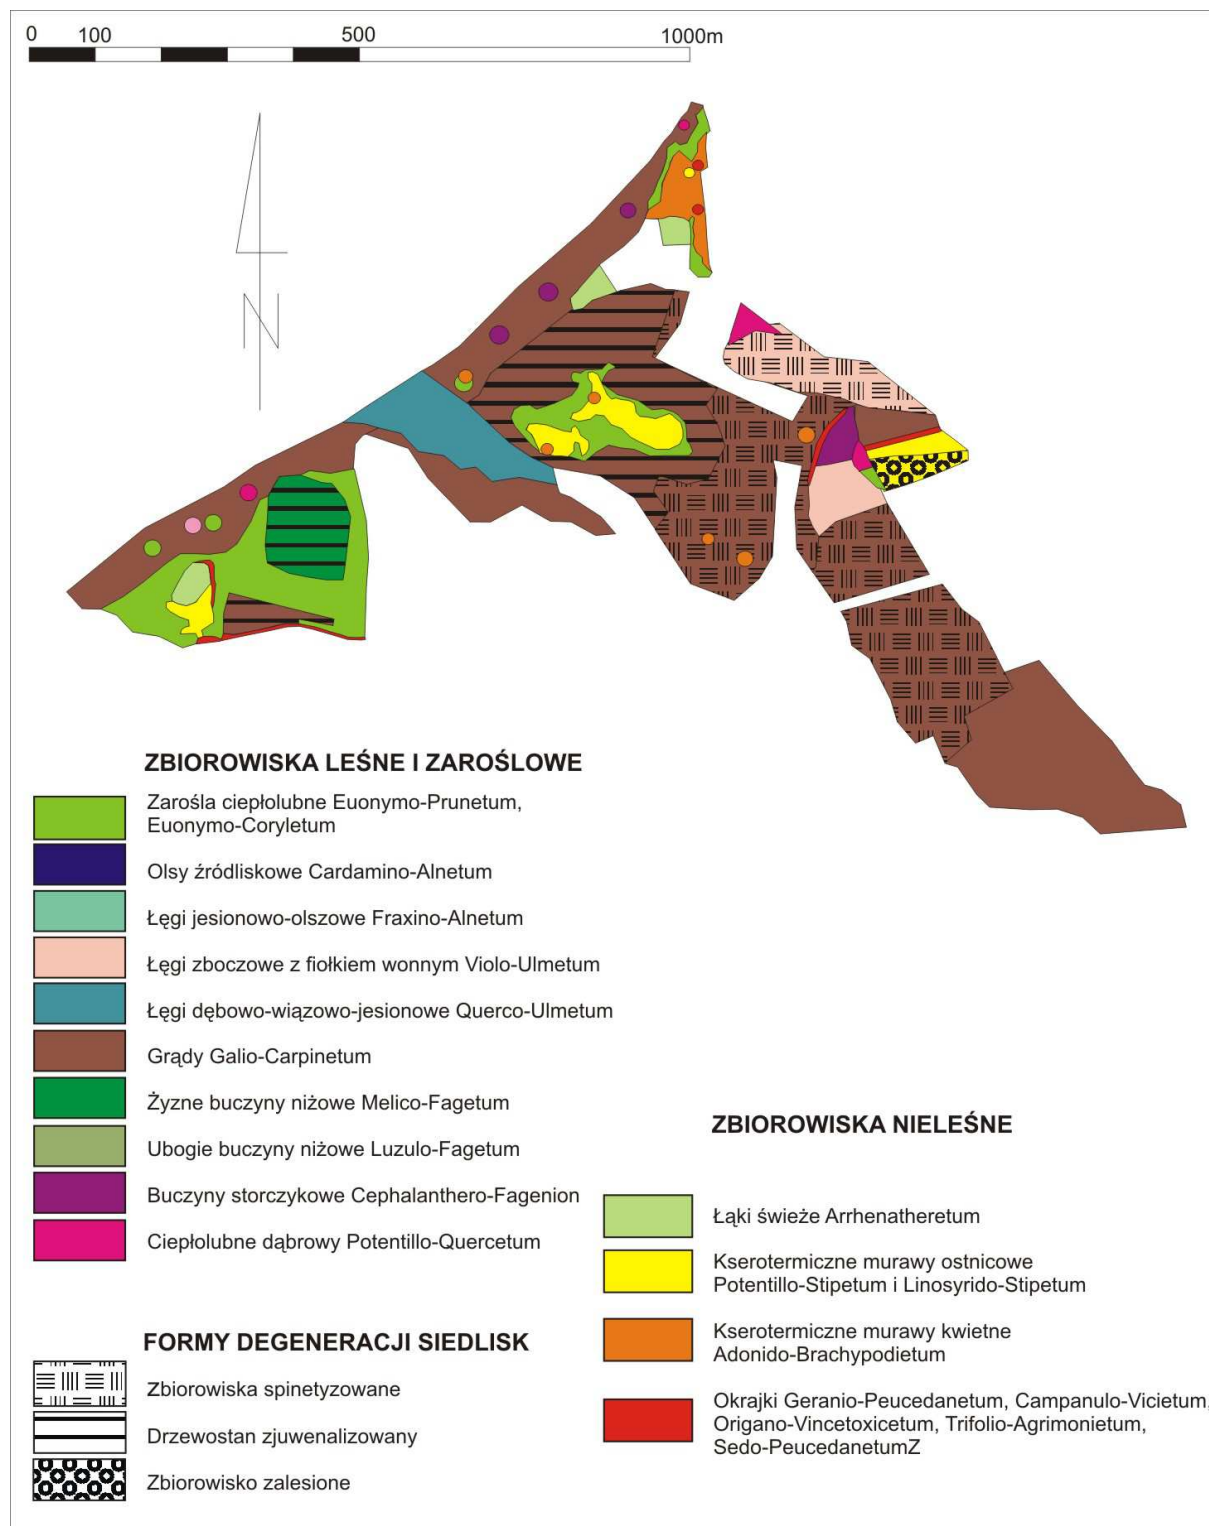 0 100 500 1000m
N
ZBIOROWISKA LEŚNE I ZAROŚLOWE
Zarośla ciepłolubne Euonymo-Prunetum,
Euonymo-Coryletum
Olsy źródliskowe Cardamino-Alnetum
Łęgi jesionowo-olszowe Fraxino-Alnetum
Łęgi zboczowe z fiołkiem wonnym Violo-Ulmetum
Łęgi dębowo-wiązowo-jesionowe Querco-Ulmetum
Grądy Galio-Carpinetum
Żyzne buczyny niżowe Melico-Fagetum
Ubogie buczyny niżowe Luzulo-Fagetum
Buczyny storczykowe Cephalanthero-Fagenion
Ciepłolubne dąbrowy Potentillo-Quercetum
FORMY DEGENERACJI SIEDLISK
Zbiorowiska spinetyzowane
Drzewostan zjuwenalizowany
Zbiorowisko zalesione
ZBIOROWISKA NIELEŚNE
Łąki świeże Arrhenatheretum
Kserotermiczne murawy ostnicowe
Potentillo-Stipetum i Linosyrido-Stipetum
Kserotermiczne murawy kwietne
Adonido-Brachypodietum
Okrajki Geranio-Peucedanetum, Campanulo-Vicietum,
Origano-Vincetoxicetum, Trifolio-Agrimonietum,
Sedo-PeucedanetumZ